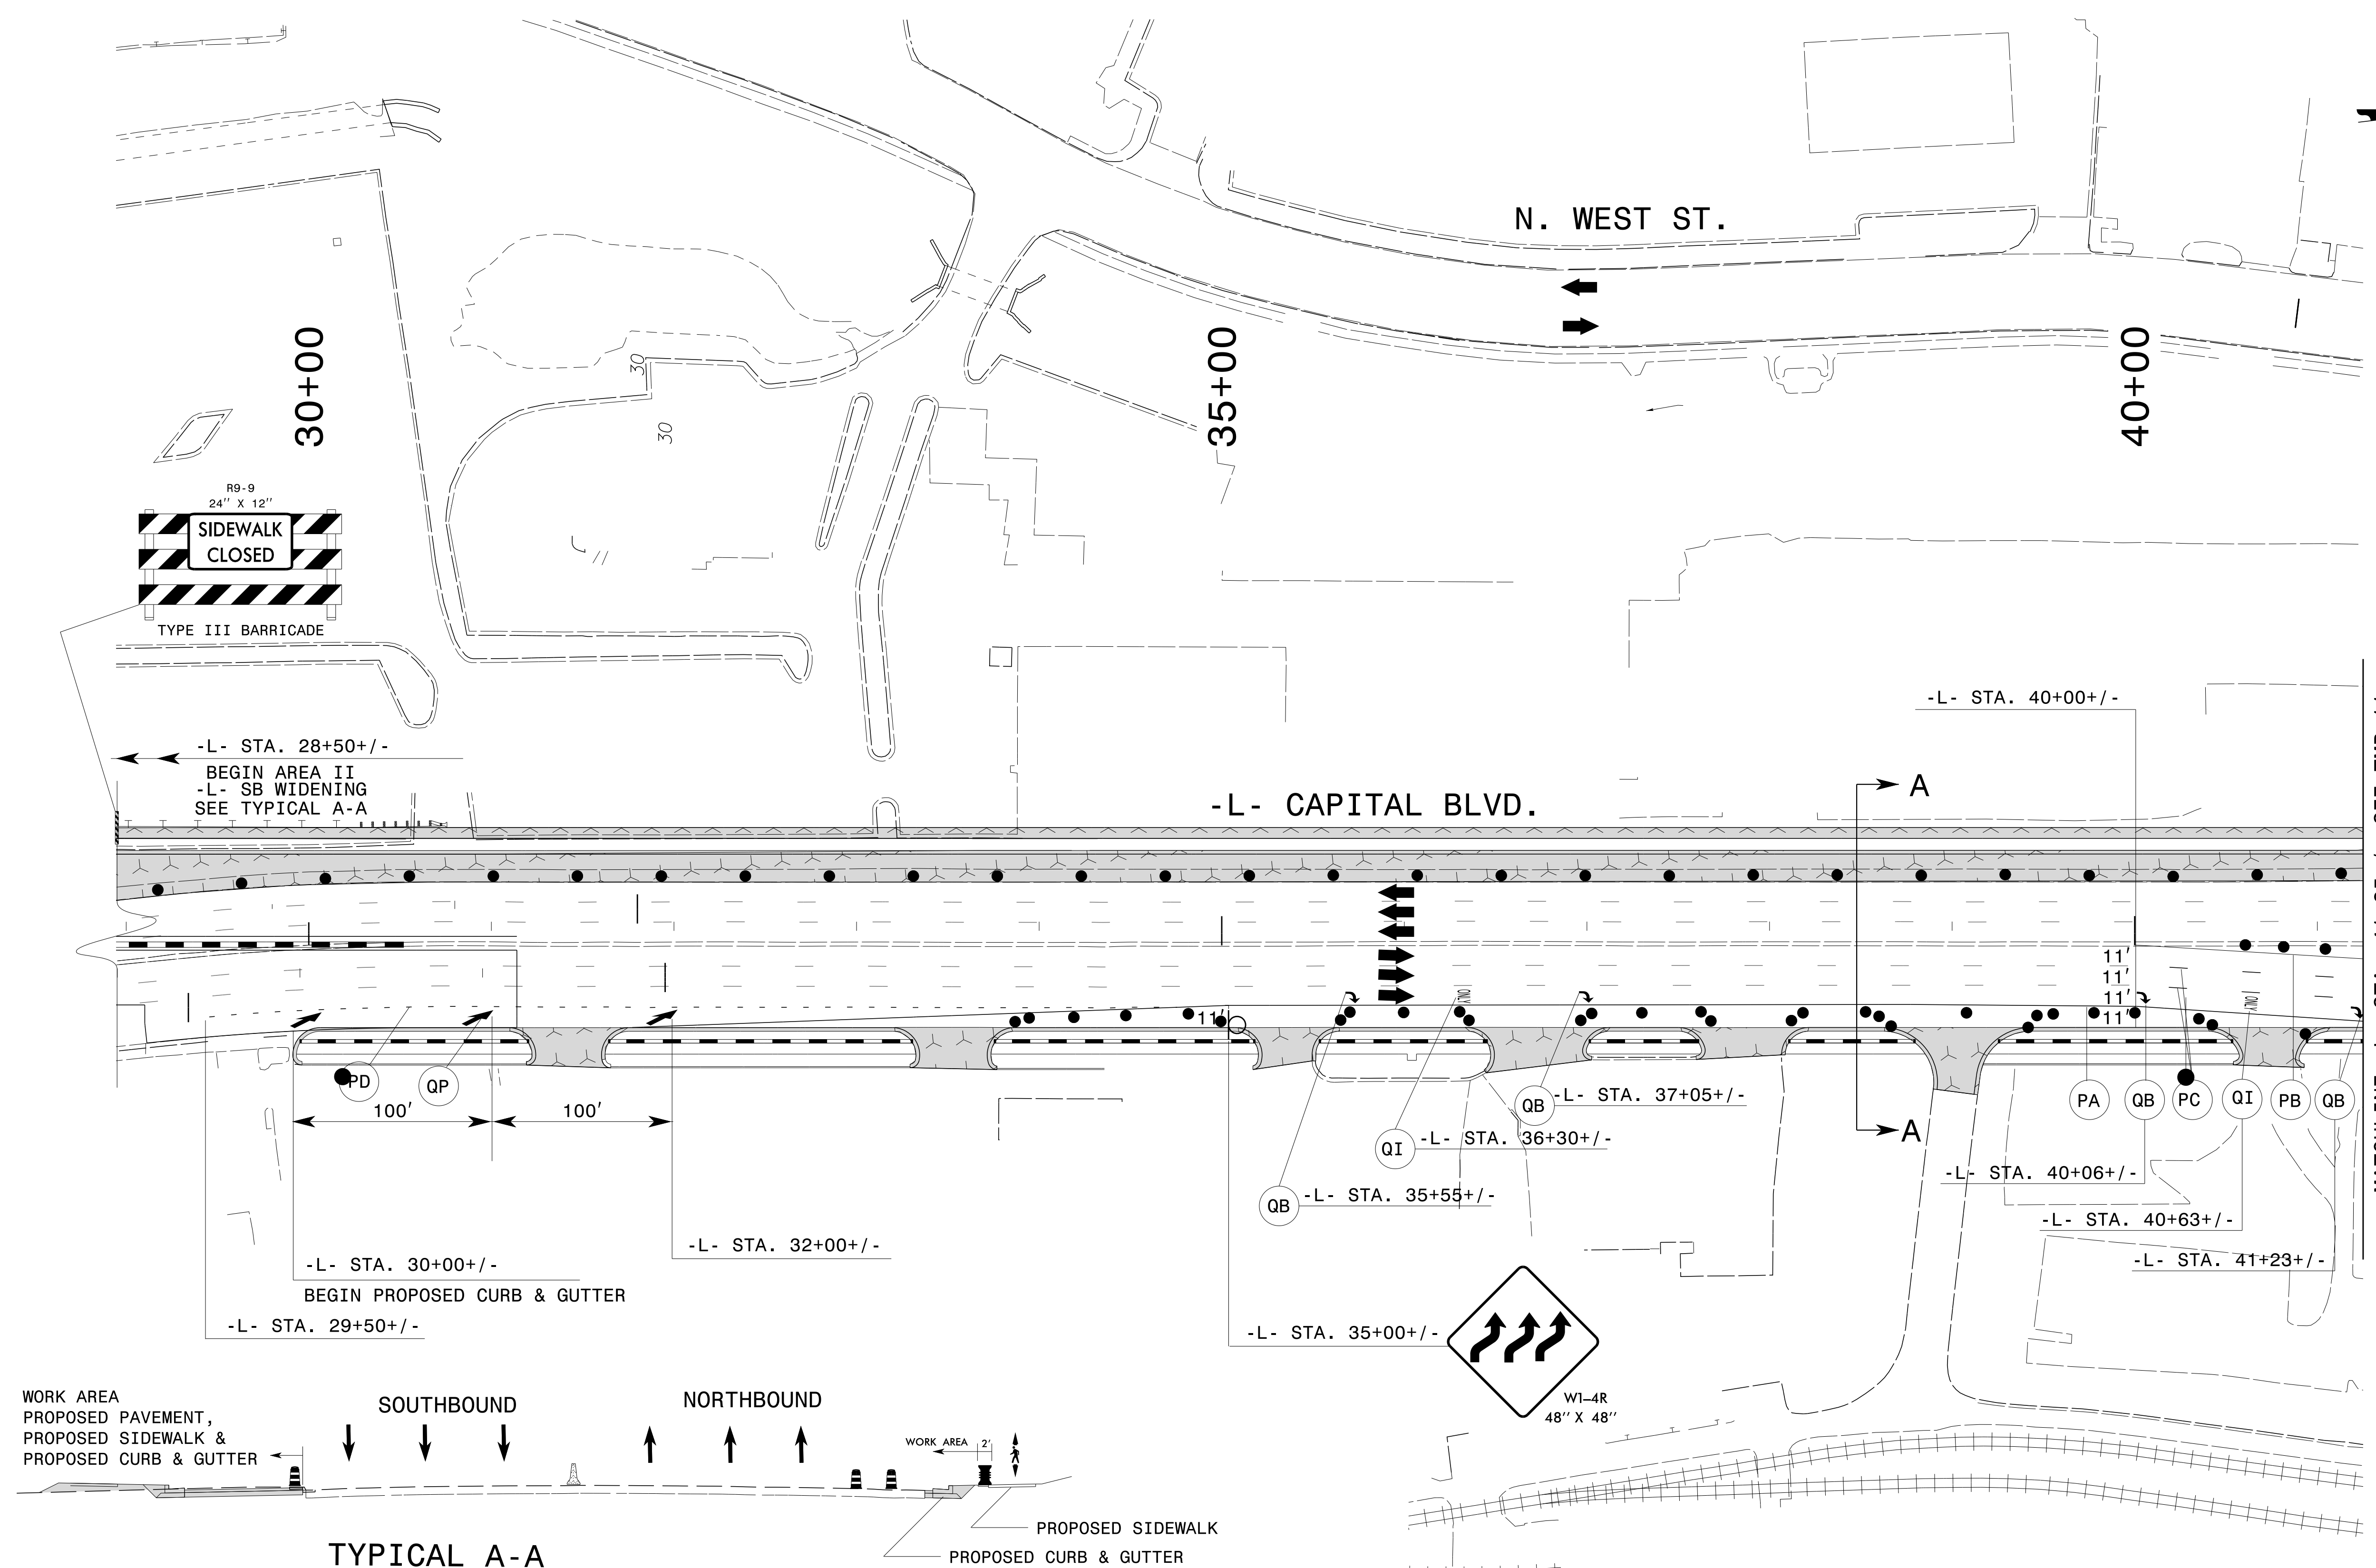 N. WEST ST.
30+00
35+00
40+00
30
30
R9-9
24'' X 12''
SIDEWALK
CLOSED
TYPE III BARRICADE
-L- STA. 40+00+/-
-L- STA. 28+50+/-
BEGIN AREA II
-L- SB WIDENING
SEE TYPICAL A-A
-L- CAPITAL BLVD.
A
11'
11'
11'
11'
11'
ONLY
ONLY
PD
QP
100'
100'
PA
QB
PC
QI
PB
QB
QB
-L- STA. 37+05+/-
A
QI
-L- STA. 36+30+/-
-L- STA. 40+06+/-
QB
-L- STA. 35+55+/-
-L- STA. 40+63+/-
-L- STA. 32+00+/-
-L- STA. 41+23+/-
-L- STA. 30+00+/-
BEGIN PROPOSED CURB & GUTTER
-L- STA. 29+50+/-
-L- STA. 35+00+/-
W1-4R
48'' X 48''
WORK AREA
PROPOSED PAVEMENT,
PROPOSED SIDEWALK &
PROPOSED CURB & GUTTER
SOUTHBOUND
NORTHBOUND
WORK AREA
2'
PROPOSED SIDEWALK
PROPOSED CURB & GUTTER
TYPICAL A-A